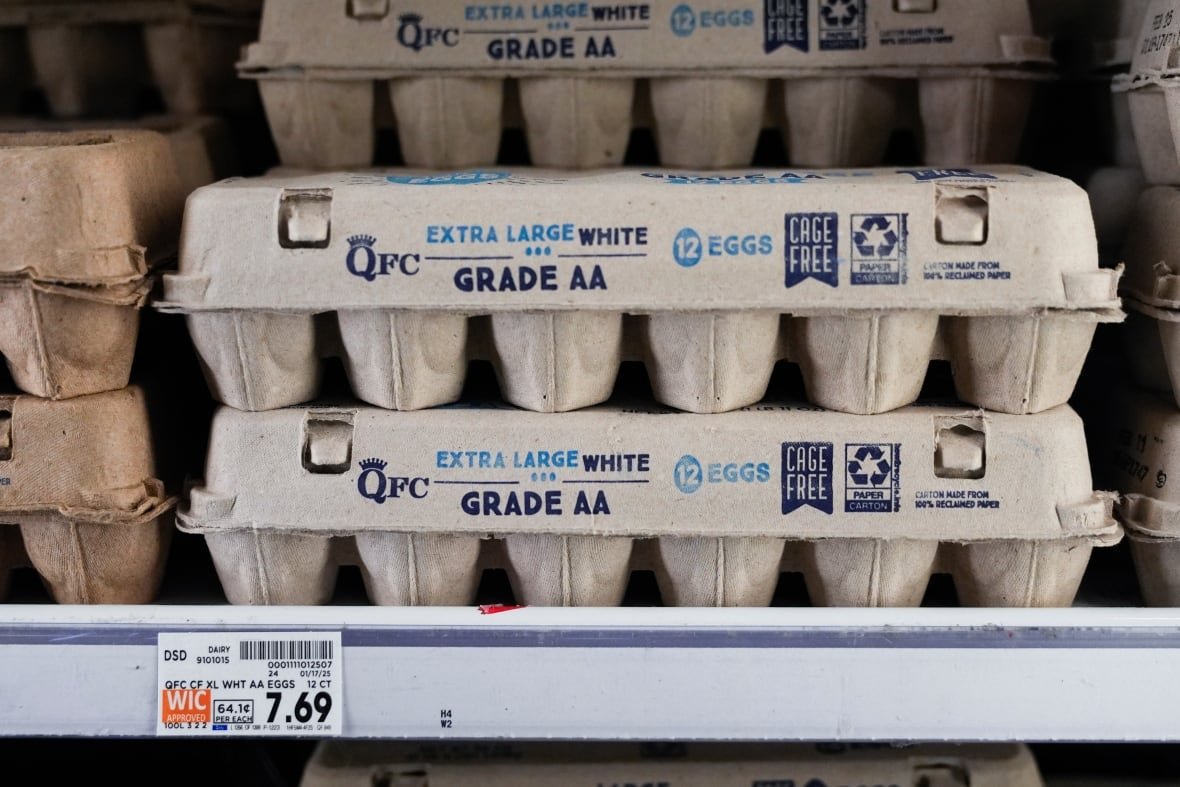 EXTRA LARGE WHITE
QFC
12 EGGS
CAGE
FREE
GRADE AA
EGGS
GRADE AA
EXTRA LARGE WHITE
QFC
12 EGGS
CAGE
FREE
GRADE AA
PAPER
CARTON
CARTON MADE FROM
100% RECLAIMED PAPER
EXTRA LARGE WHITE
QFC
12 EGGS
CAGE
FREE
GRADE AA
PAPER
CARTON
CARTON MADE FROM
100% RECLAIMED PAPER
DSD
DAIRY
9101015
0001111012507
24 01/17/25
QFC CF XL WHT AA EGGS 12 CT
WIC
APPROVED
64.1¢
PER EACH
7.69
H4
W2